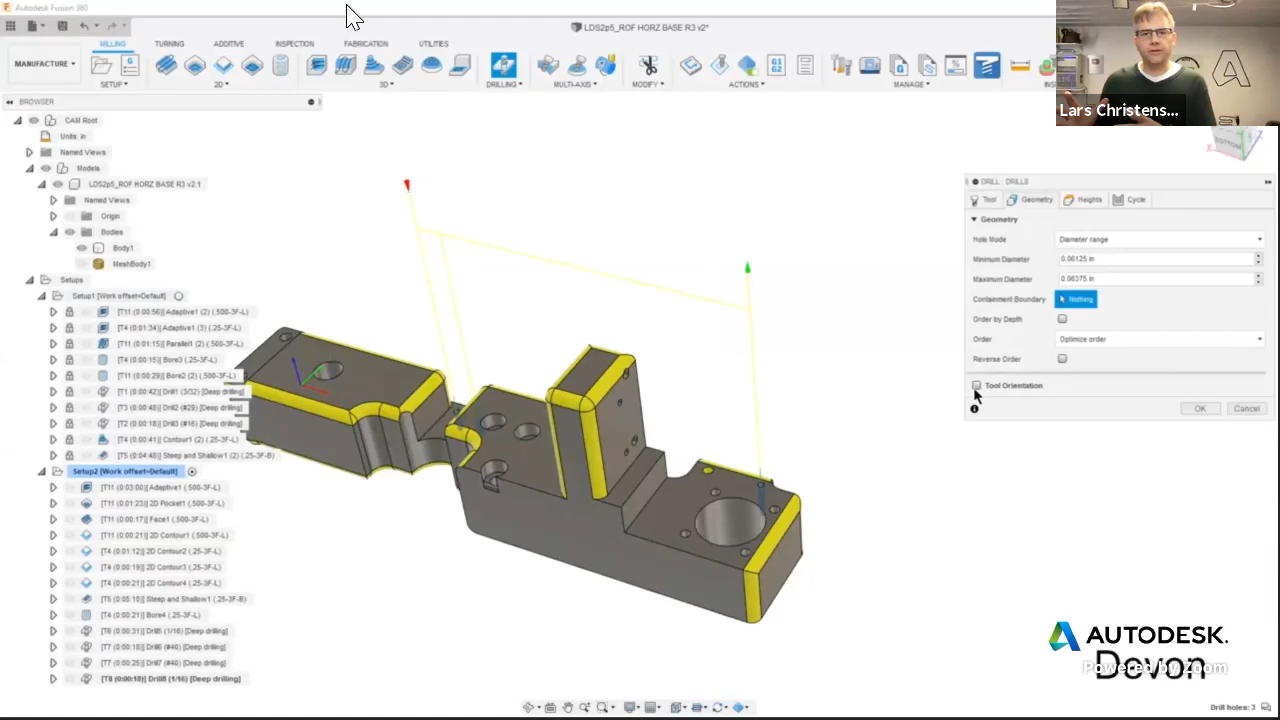 Autodesk Fusion 360
LDS2p5_ROF HORZ BASE R3 v2*
MILLING TURNING ADDITIVE INSPECTION FABRICATION UTILITIES
MANUFACTURE
SETUP 2D 3D DRILLING MULTI-AXIS MODIFY ACTIONS MANAGE
Lars Christens...
BROWSER
CAM Root
Units: in
Named Views
Models
LDS2p5_ROF HORZ BASE R3 v2:1
Named Views
Origin
Bodies
Body1
MeshBody1
Setups
Setup1 [Work offset=Default]
[T11 (0:00:56)] Adaptive1 (2) (.500-3F-L)
[T4 (0:01:34)] Adaptive1 (3) (.25-3F-L)
[T11 (0:01:15)] Parallel1 (2) (.500-3F-L)
[T4 (0:00:15)] Bore3 (.25-3F-L)
[T11 (0:00:29)] Bore2 (2) (.500-3F-L)
[T1 (0:00:42)] Drill1 (3/32) [Deep drilling]
[T3 (0:00:48)] Drill2 (#29) [Deep drilling]
[T2 (0:00:18)] Drill3 (#16) [Deep drilling]
[T4 (0:00:41)] Contour1 (2) (.25-3F-L)
[T5 (0:04:48)] Steep and Shallow1 (2) (.25-3F-B)
Setup2 [Work offset=Default]
[T11 (0:03:00)] Adaptive1 (.500-3F-L)
[T11 (0:01:23)] 2D Pocket1 (.500-3F-L)
[T11 (0:00:17)] Face1 (.500-3F-L)
[T11 (0:00:21)] 2D Contour1 (.500-3F-L)
[T4 (0:01:12)] 2D Contour2 (.25-3F-L)
[T4 (0:00:19)] 2D Contour3 (.25-3F-L)
[T4 (0:00:21)] 2D Contour4 (.25-3F-L)
[T5 (0:05:10)] Steep and Shallow1 (.25-3F-B)
[T4 (0:00:21)] Bore4 (.25-3F-L)
[T6 (0:00:31)] Drill5 (1/16) [Deep drilling]
[T7 (0:00:18)] Drill6 (#40) [Deep drilling]
[T7 (0:00:25)] Drill7 (#40) [Deep drilling]
[T8 (0:00:18)] Drill8 (1/16) [Deep drilling]
BOTTOM
DRILL : DRILL8
Tool Geometry Heights Cycle
Geometry
Hole Mode Diameter range
Minimum Diameter 0.06125 in
Maximum Diameter 0.06375 in
Containment Boundary Nothing
Order by Depth
Order Optimize order
Reverse Order
Tool Orientation
OK Cancel
AUTODESK.
Devon
Powered by Zoom
Drill holes: 3